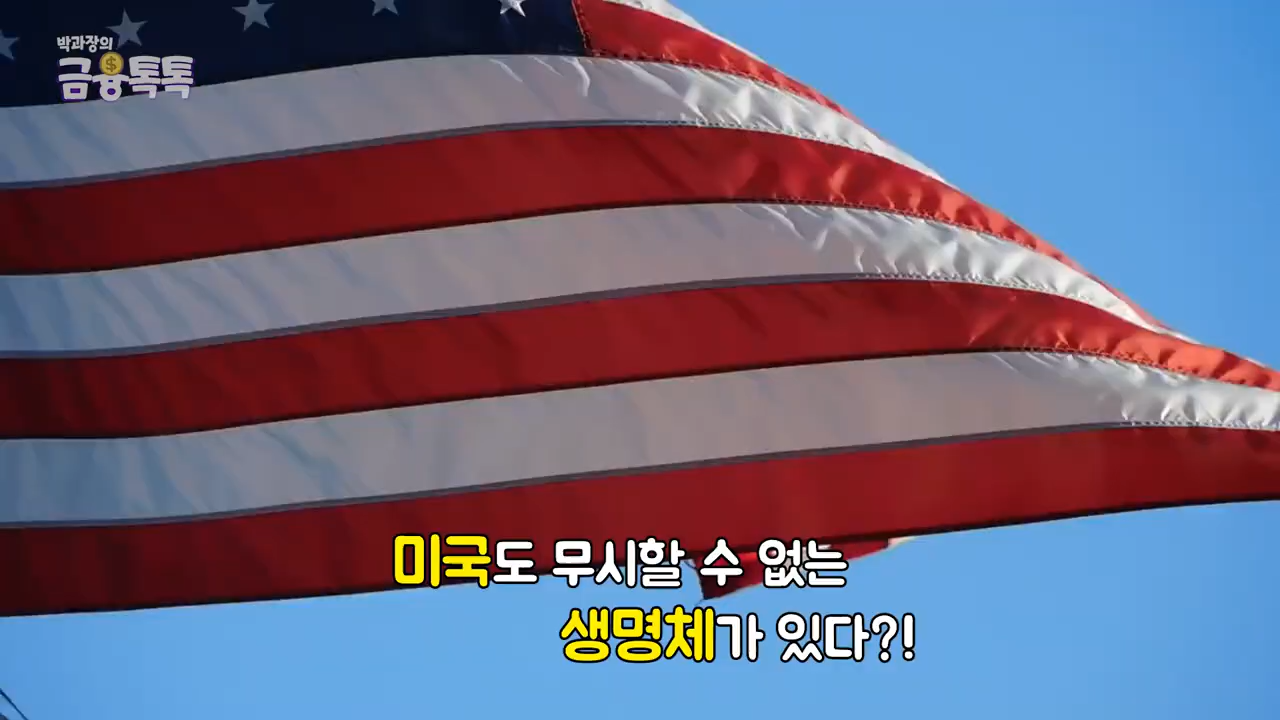 박과장의
금융톡톡
미국도 무시할 수 없는
생명체가 있다?!